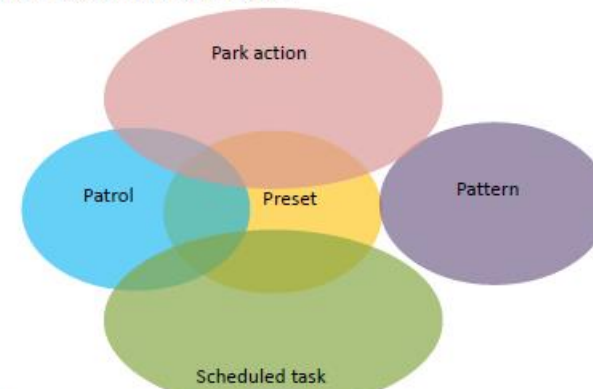 Park action
Patrol
Preset
Pattern
Scheduled task